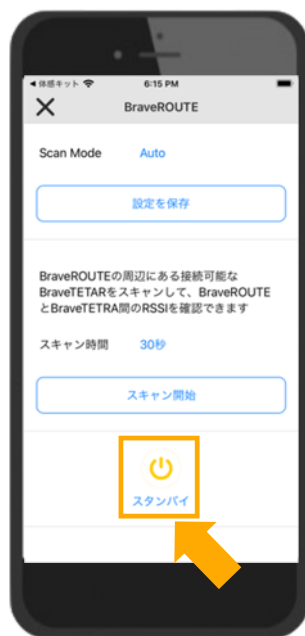 ◀体感キット 6:15 PM
BraveROUTE
Scan Mode Auto
設定を保存
BraveROUTEの周辺にある接続可能な
BraveTETARをスキャンして、BraveROUTE
とBraveTETRA間のRSSIを確認できます
スキャン時間 30秒
スキャン開始
スタンバイ